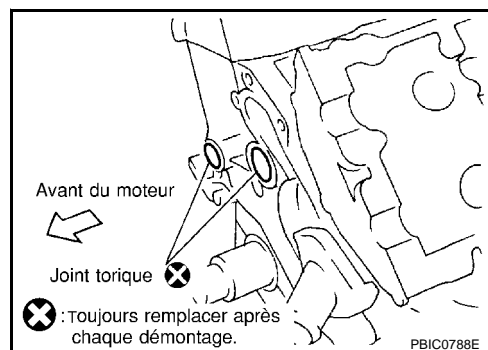 Avant du moteur
Joint torique
: Toujours remplacer après
chaque démontage.
PBIC0788E